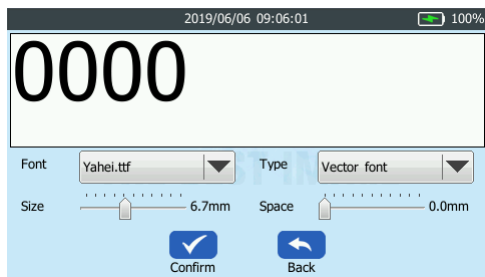 2019/06/06 09:06:01 100%
0000
Font Yahei.ttf Type Vector font
Size 6.7mm Space 0.0mm
Confirm Back